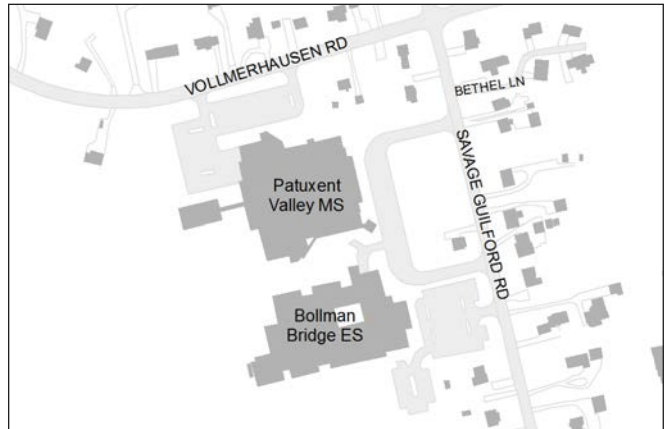 VOLLMERHAUSEN RD
BETHEL LN
SAVAGE GUILFORD RD
Patuxent
Valley MS
Bollman
Bridge ES